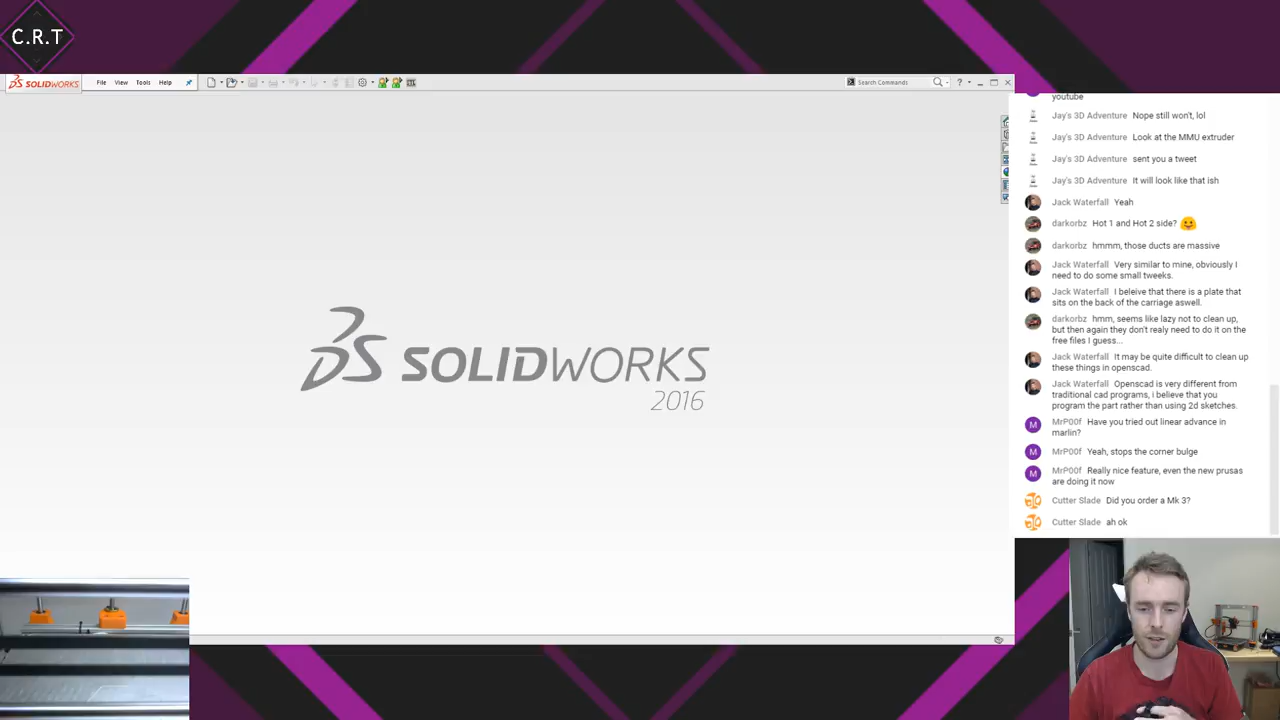 C.R.T
SOLIDWORKS File View Tools Help Search Commands ?
SOLIDWORKS
2016
youtube
Jay's 3D Adventure Nope still won't, lol
Jay's 3D Adventure Look at the MMU extruder
Jay's 3D Adventure sent you a tweet
Jay's 3D Adventure It will look like that ish
Jack Waterfall Yeah
darkorbz Hot 1 and Hot 2 side?
darkorbz hmmm, those ducts are massive
Jack Waterfall Very similar to mine, obviously I
need to do some small tweeks.
Jack Waterfall I beleive that there is a plate that
sits on the back of the carriage aswell.
darkorbz hmm, seems like lazy not to clean up,
but then again they don't realy need to do it on the
free files I guess...
Jack Waterfall It may be quite difficult to clean up
these things in openscad.
Jack Waterfall Openscad is very different from
traditional cad programs, i believe that you
program the part rather than using 2d sketches.
M MrP00f Have you tried out linear advance in
marlin?
M MrP00f Yeah, stops the corner bulge
M MrP00f Really nice feature, even the new prusas
are doing it now
Cutter Slade Did you order a Mk 3?
Cutter Slade ah ok